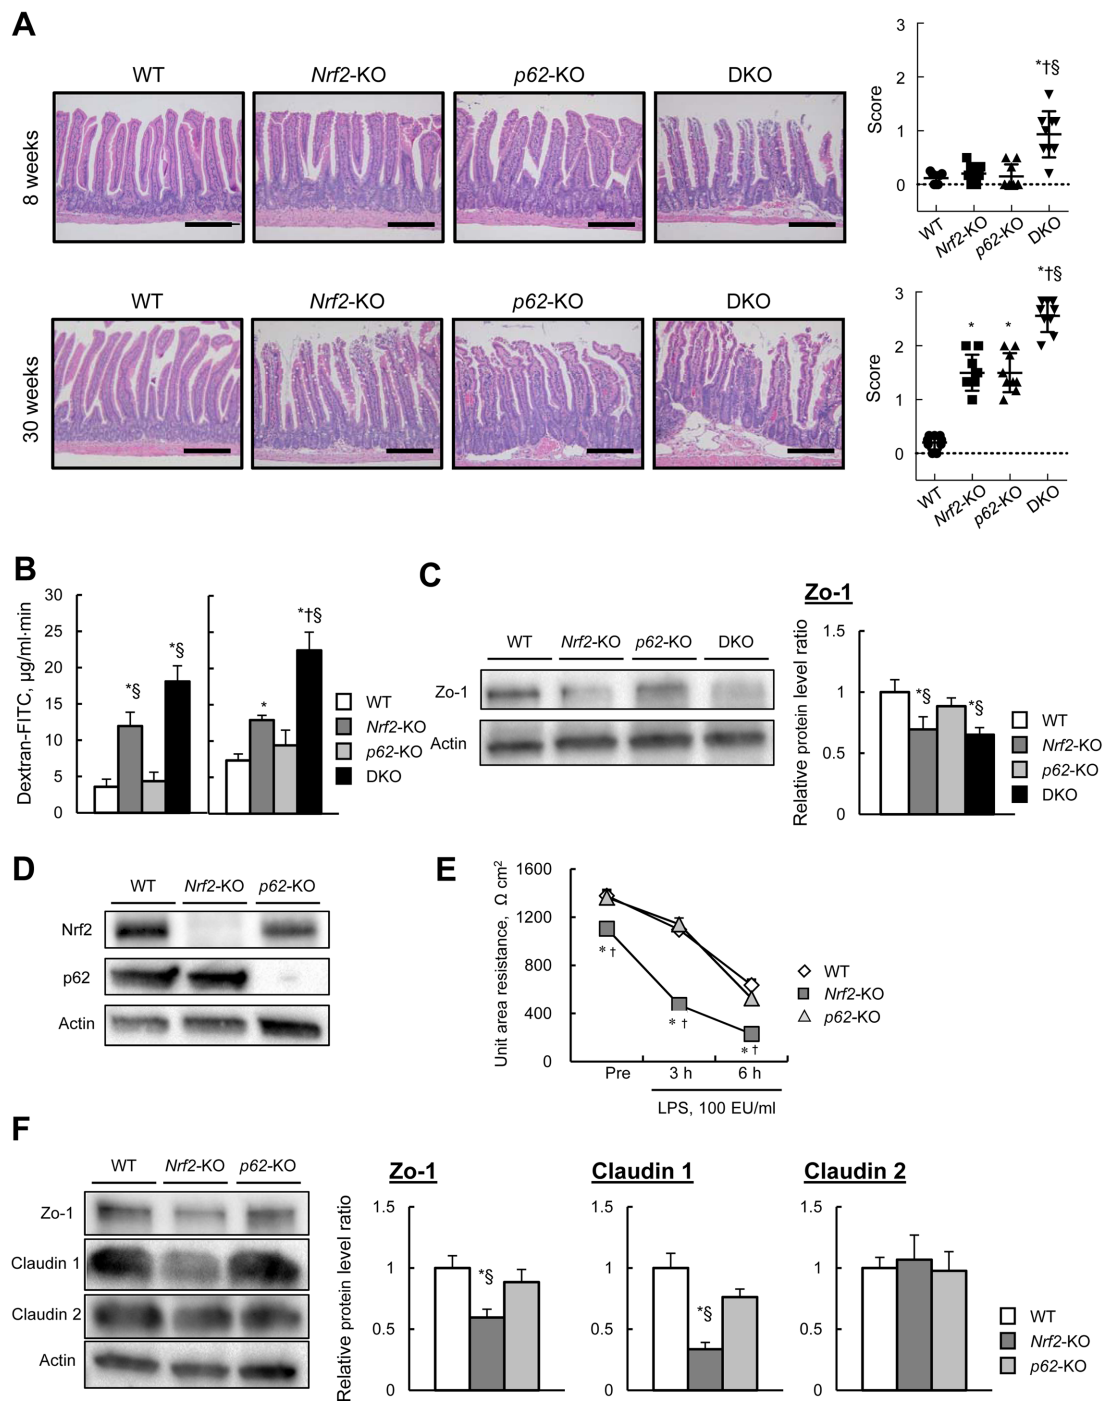 A
WT
Nrf2-KO
p62-KO
DKO
8 weeks
Score
3
2
1
0
*†§
WT
Nrf2-KO
p62-KO
DKO
WT
Nrf2-KO
p62-KO
DKO
30 weeks
Score
3
2
1
0
*
*
*†§
WT
Nrf2-KO
p62-KO
DKO
B
Dextran-FITC, µg/ml·min
30
25
20
15
10
5
0
*§
*§
*
*†§
WT
Nrf2-KO
p62-KO
DKO
C
WT
Nrf2-KO
p62-KO
DKO
Zo-1
Actin
Zo-1
Relative protein level ratio
1.5
1
0.5
0
*§
*§
WT
Nrf2-KO
p62-KO
DKO
D
WT
Nrf2-KO
p62-KO
Nrf2
p62
Actin
E
Unit area resistance, Ω cm²
1600
1200
800
400
0
* †
* †
* †
Pre
3 h
6 h
LPS, 100 EU/ml
WT
Nrf2-KO
p62-KO
F
WT
Nrf2-KO
p62-KO
Zo-1
Claudin 1
Claudin 2
Actin
Relative protein level ratio
Zo-1
1.5
1
0.5
0
*§
Claudin 1
1.5
1
0.5
0
*§
Claudin 2
1.5
1
0.5
0
WT
Nrf2-KO
p62-KO